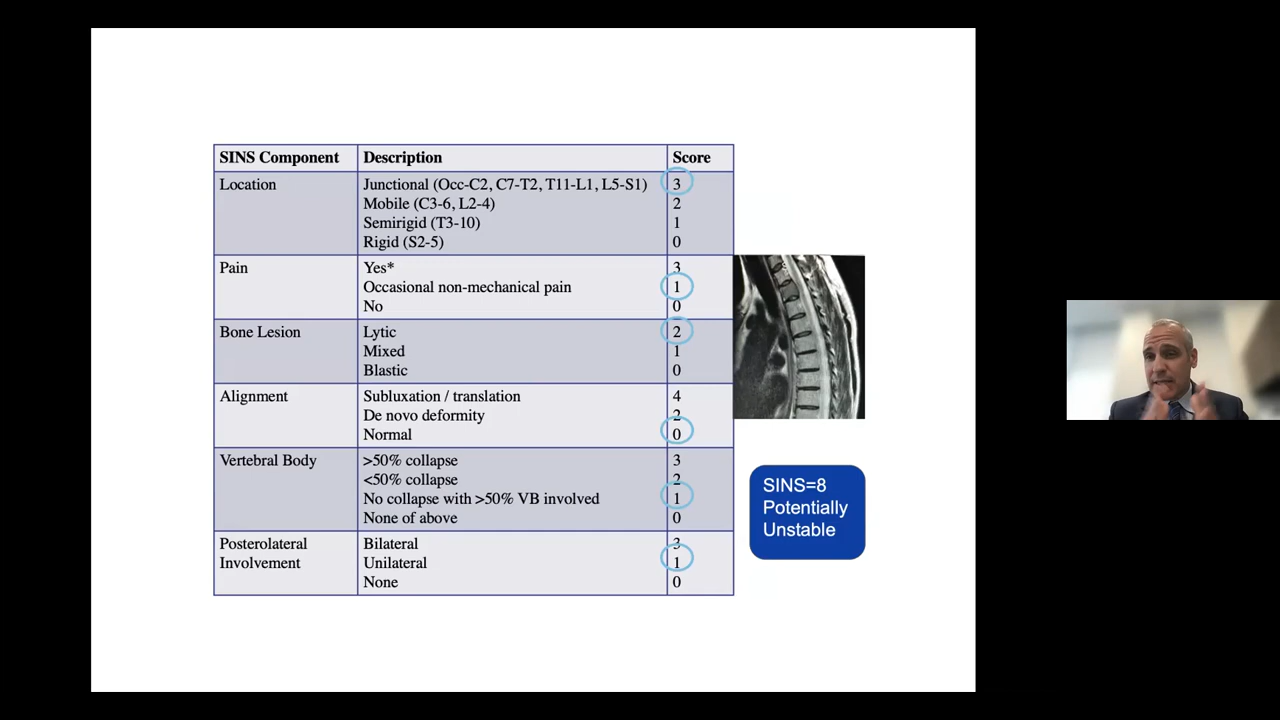 SINS Component Description Score
Location Junctional (Occ-C2, C7-T2, T11-L1, L5-S1) 3
Mobile (C3-6, L2-4) 2
Semirigid (T3-10) 1
Rigid (S2-5) 0
Pain Yes* 3
Occasional non-mechanical pain 1
No 0
Bone Lesion Lytic 2
Mixed 1
Blastic 0
Alignment Subluxation / translation 4
De novo deformity 2
Normal 0
Vertebral Body >50% collapse 3
<50% collapse 2
No collapse with >50% VB involved 1
None of above 0
Posterolateral Bilateral 3
Involvement Unilateral 1
None 0
SINS=8
Potentially
Unstable